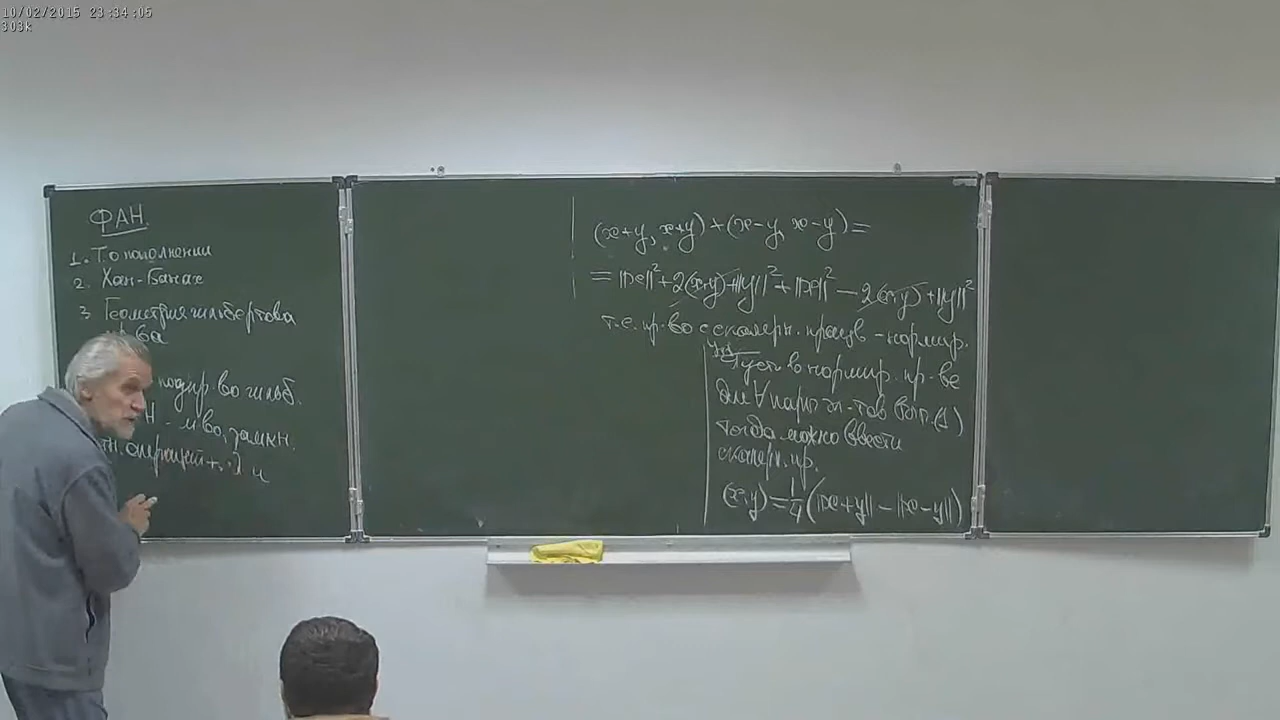 10/02/2015 23:34:05
303k
ФАН.
1. Т. о пополнении
2. Хан-Банах
3 Геометрия гильбертова
подпр-во гильб.
Н - м-во, замкн.
(x+y, x+y) + (x-y, x-y) =
= ||x||² + 2(x,y) + ||y||² + ||x||² - 2(x,y) + ||y||²
т.е. пр-во с скалярн. произв - нормир.
Утв Пусть в нормир. пр-ве
для ∀ пары эл-тов вып. (1)
тогда можно ввести
скалярн. пр.
(x,y) = 1/4 (||x+y|| - ||x-y||)